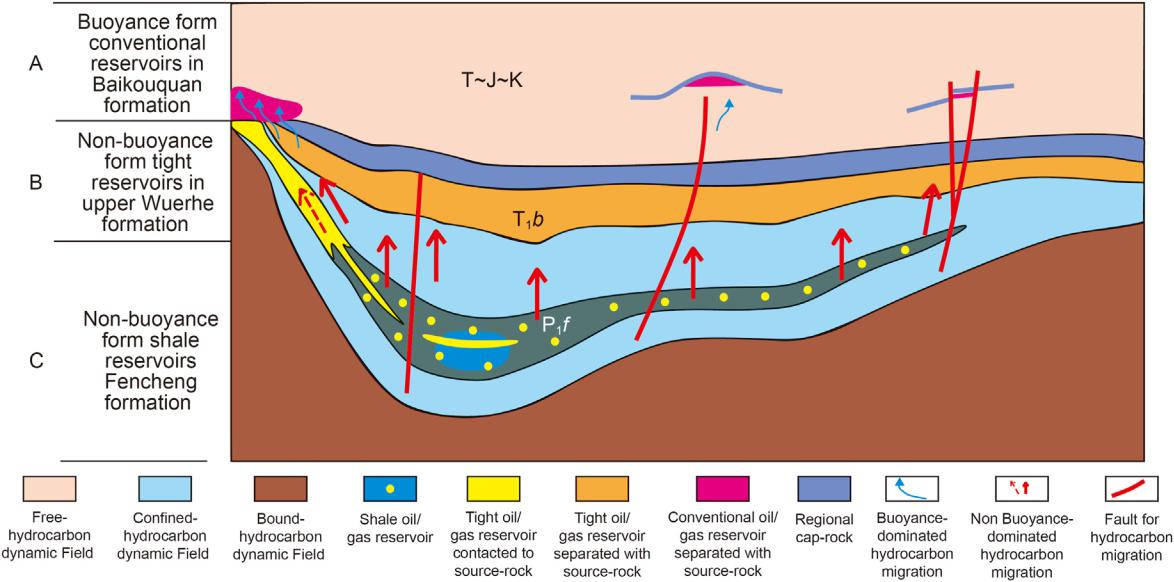 A
Buoyance form
conventional
reservoirs in
Baikouquan
formation
B
Non-buoyance
form tight
reservoirs in
upper Wuerhe
formation
C
Non-buoyance
form shale
reservoirs
Fencheng
formation
T~J~K
T₁b
P₁f
Free-
hydrocarbon
dynamic Field
Confined-
hydrocarbon
dynamic Field
Bound-
hydrocarbon
dynamic Field
Shale oil/
gas reservoir
Tight oil/
gas reservoir
contacted to
source-rock
Tight oil/
gas reservoir
separated with
source-rock
Conventional oil/
gas reservoir
separated with
source-rock
Regional
cap-rock
Buoyance-
dominated
hydrocarbon
migration
Non Buoyance-
dominated
hydrocarbon
migration
Fault for
hydrocarbon
migration